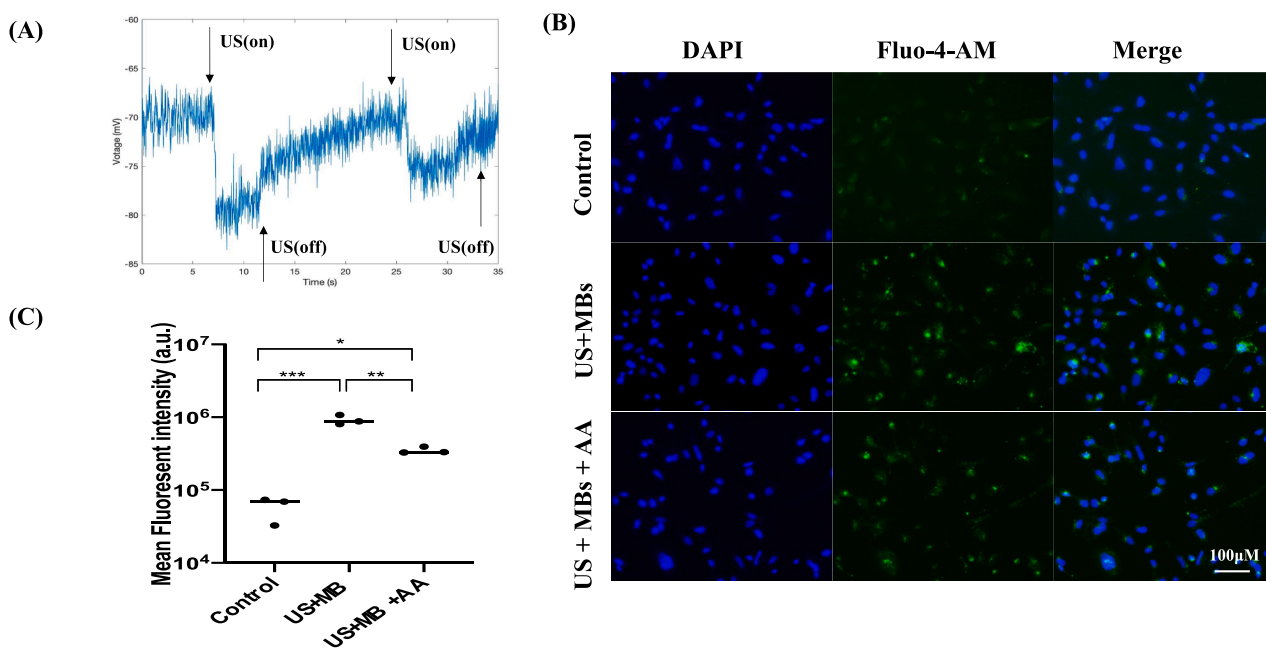 (A)
US(on)
US(on)
-60
-65
-70
-75
-80
-85
Votage (mV)
US(off)
US(off)
0
5
10
15
20
25
30
35
Time (s)
(B)
DAPI
Fluo-4-AM
Merge
Control
US+MBs
US + MBs + AA
100µM
(C)
Mean Fluoresent intensity (a.u.)
10⁷
10⁶
10⁵
10⁴
*
***
**
Control
US+MB
US+MB +AA